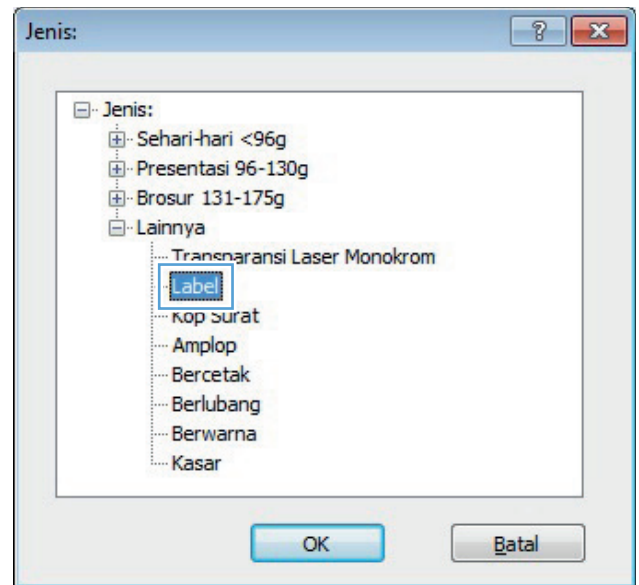 Jenis:
Jenis:
Sehari-hari <96g
Presentasi 96-130g
Brosur 131-175g
Lainnya
Transparansi Laser Monokrom
Label
Kop Surat
Amplop
Bercetak
Berlubang
Berwarna
Kasar
OK Batal